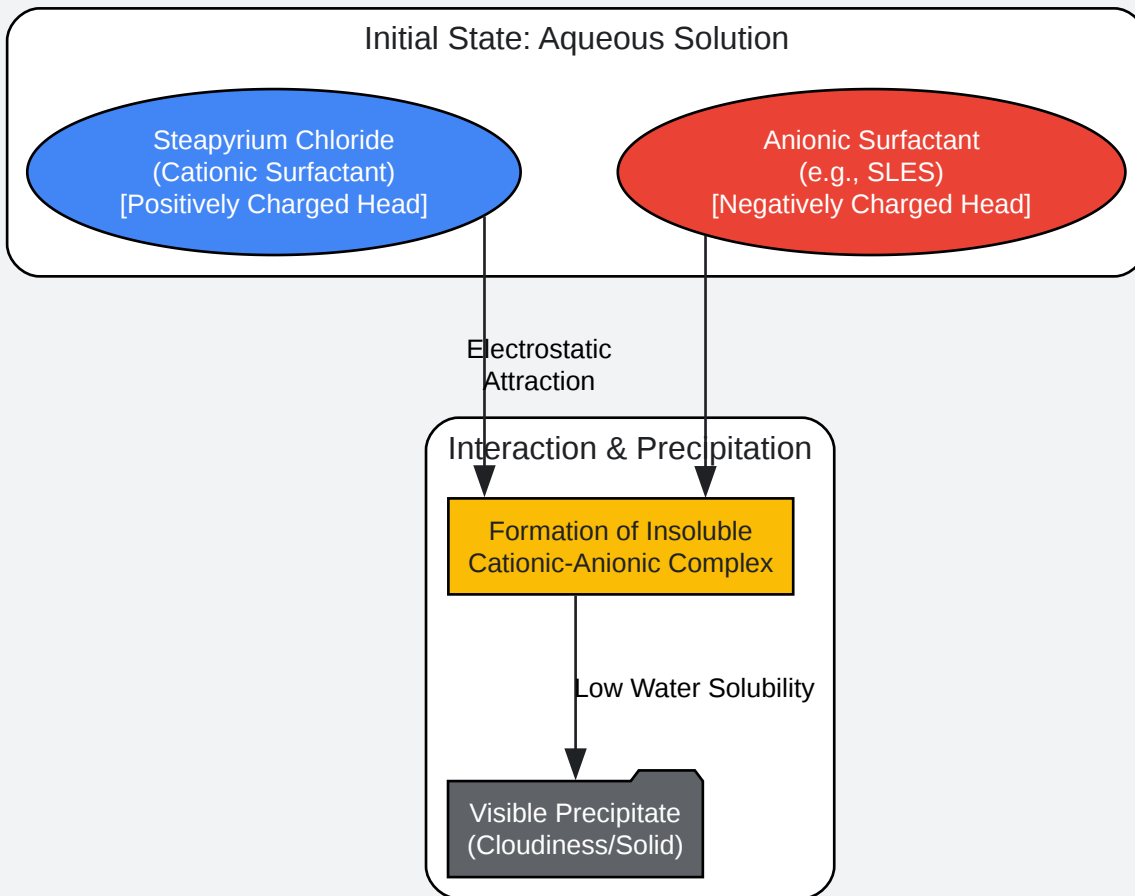 Initial State: Aqueous Solution
Steapyrium Chloride
(Cationic Surfactant)
[Positively Charged Head]
Anionic Surfactant
(e.g., SLES)
[Negatively Charged Head]
Electrostatic
Attraction
Interaction & Precipitation
Formation of Insoluble
Cationic-Anionic Complex
Low Water Solubility
Visible Precipitate
(Cloudiness/Solid)